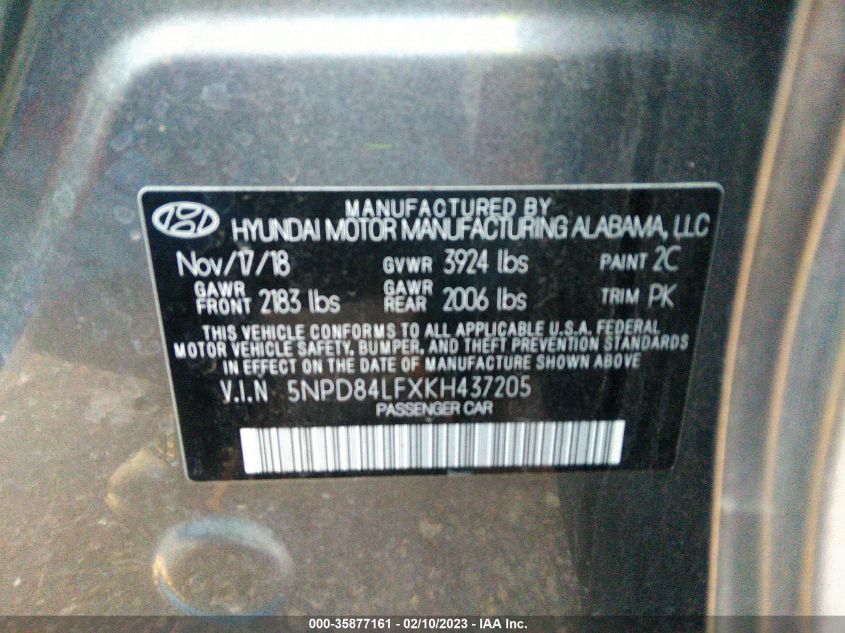 MANUFACTURED BY
HYUNDAI MOTOR MANUFACTURING ALABAMA, LLC
Nov/17/18 GVWR 3924 lbs PAINT 2C
GAWR FRONT 2183 lbs GAWR REAR 2006 lbs TRIM PK
THIS VEHICLE CONFORMS TO ALL APPLICABLE U.S.A. FEDERAL
MOTOR VEHICLE SAFETY, BUMPER, AND THEFT PREVENTION STANDARDS
IN EFFECT ON THE DATE OF MANUFACTURE SHOWN ABOVE
V.I.N 5NPD84LFXKH437205
PASSENGER CAR
000-35877161 - 02/10/2023 - IAA Inc.